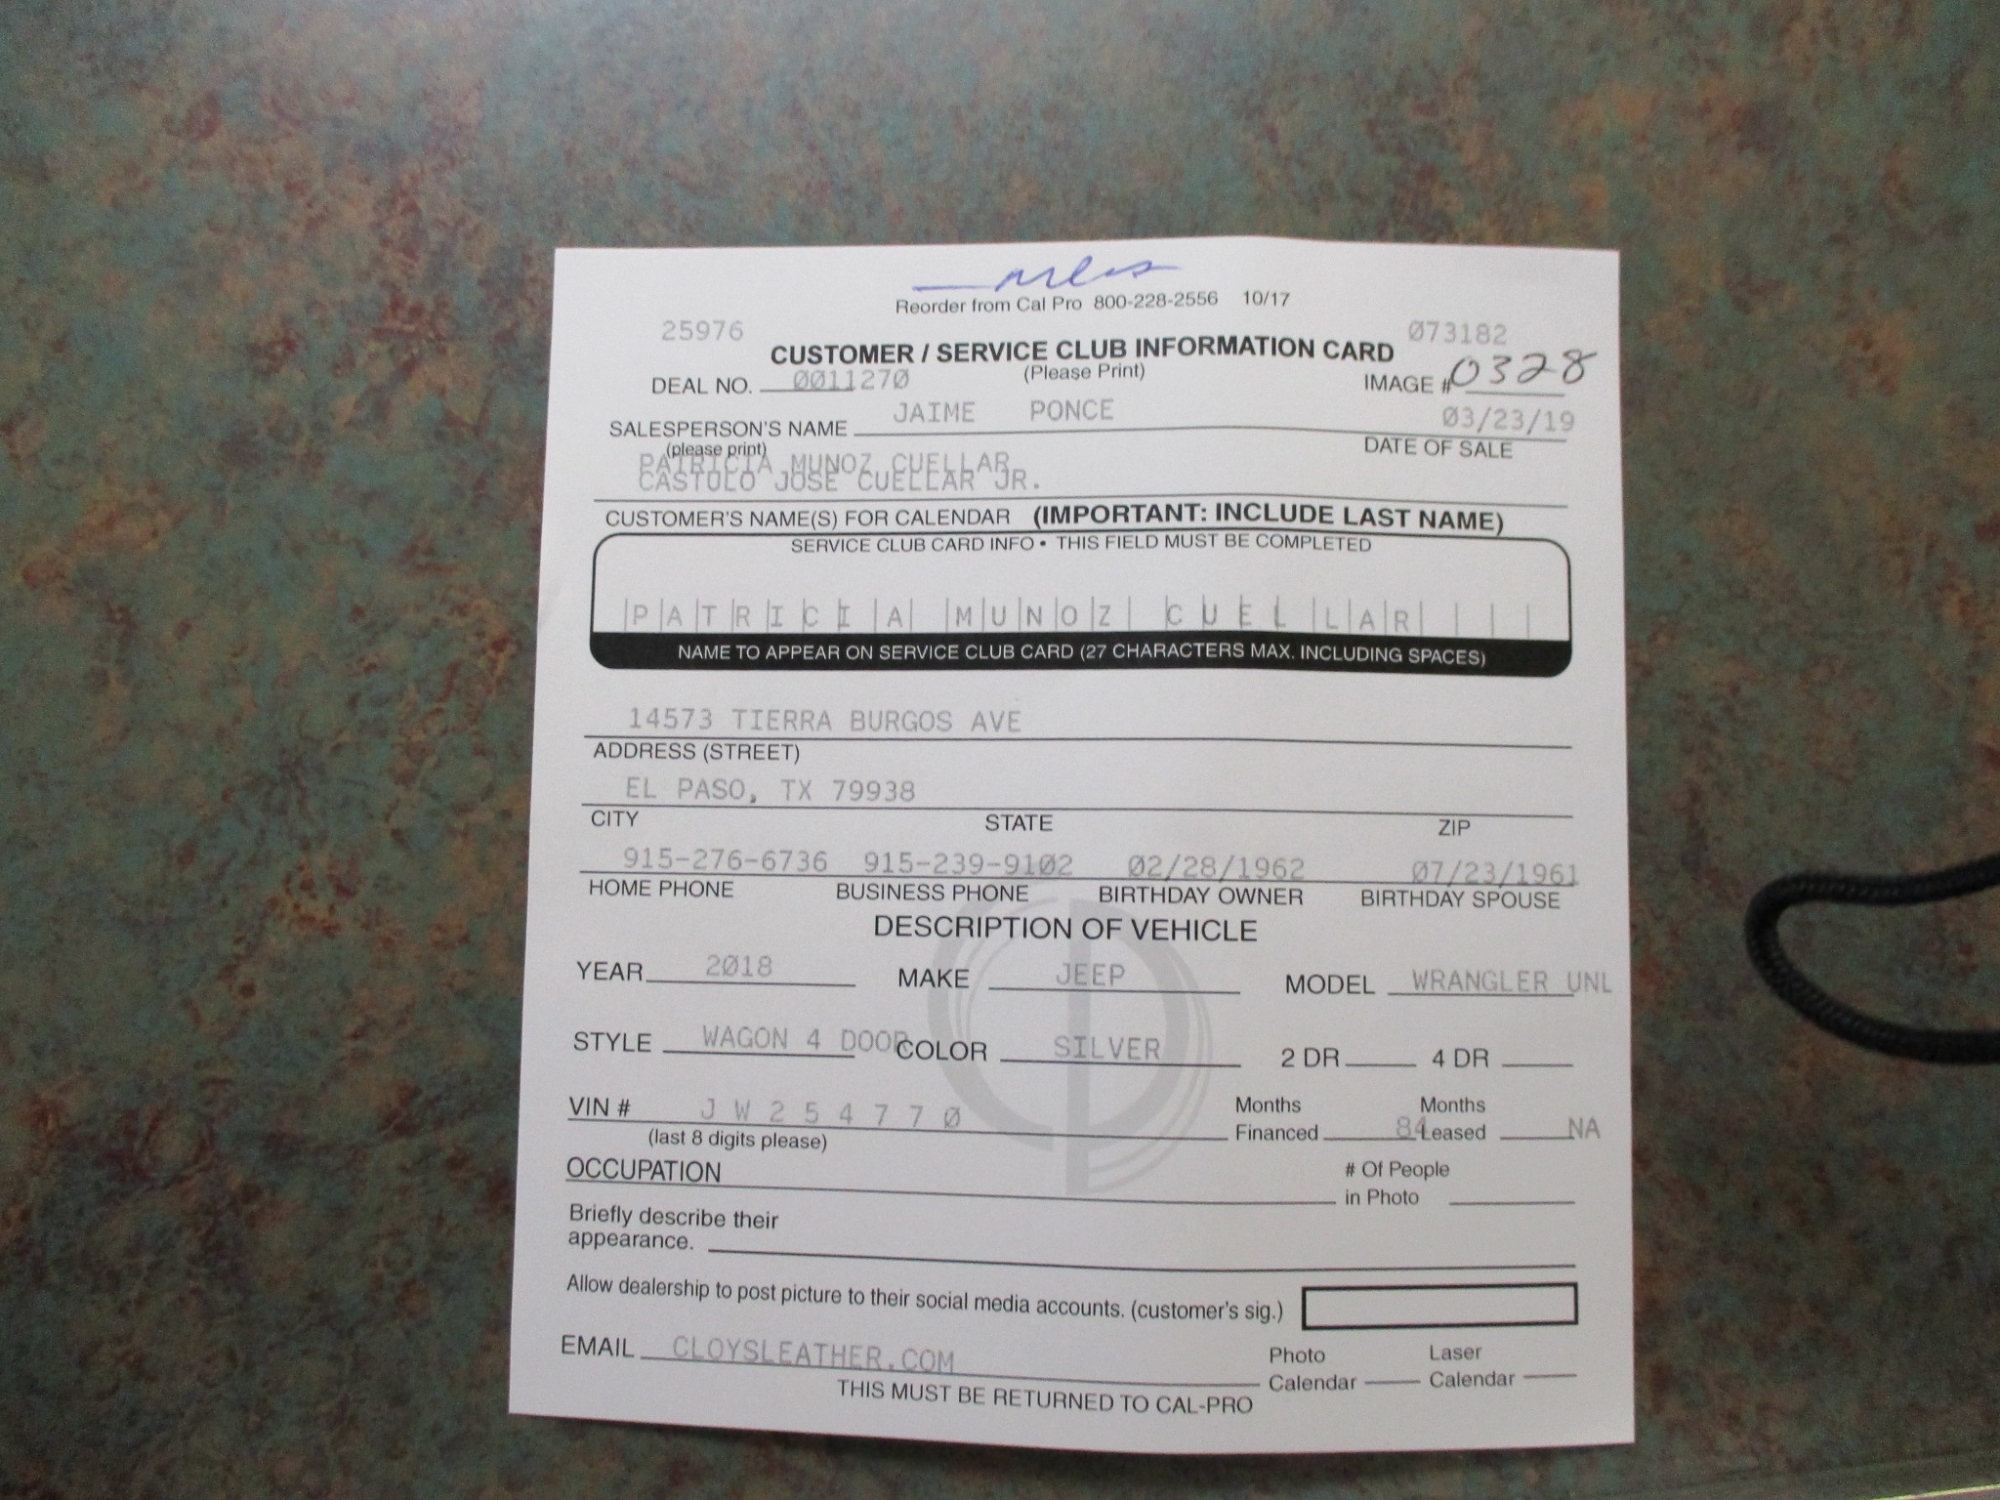 Reorder from Cal Pro 800-228-2556 10/17
25976 073182
CUSTOMER / SERVICE CLUB INFORMATION CARD
(Please Print)
DEAL NO. 0011270 IMAGE # 0328
SALESPERSON'S NAME JAIME PONCE 03/23/19
(please print) DATE OF SALE
PATRICIA MUNOZ CUELLAR
CASTULO JOSE CUELLAR JR.
CUSTOMER'S NAME(S) FOR CALENDAR (IMPORTANT: INCLUDE LAST NAME)
SERVICE CLUB CARD INFO • THIS FIELD MUST BE COMPLETED
PATRICIA MUNOZ CUELLAR
NAME TO APPEAR ON SERVICE CLUB CARD (27 CHARACTERS MAX. INCLUDING SPACES)
14573 TIERRA BURGOS AVE
ADDRESS (STREET)
EL PASO, TX 79938
CITY STATE ZIP
915-276-6736 915-239-9102 02/28/1962 07/23/1961
HOME PHONE BUSINESS PHONE BIRTHDAY OWNER BIRTHDAY SPOUSE
DESCRIPTION OF VEHICLE
YEAR 2018 MAKE JEEP MODEL WRANGLER UNL
STYLE WAGON 4 DOOR COLOR SILVER 2 DR 4 DR
VIN # J W 2 5 4 7 7 0 Months Financed 84 Months Leased NA
(last 8 digits please)
OCCUPATION # Of People in Photo
Briefly describe their
appearance.
Allow dealership to post picture to their social media accounts. (customer's sig.)
EMAIL CLOYSLEATHER.COM Photo Calendar Laser Calendar
THIS MUST BE RETURNED TO CAL-PRO